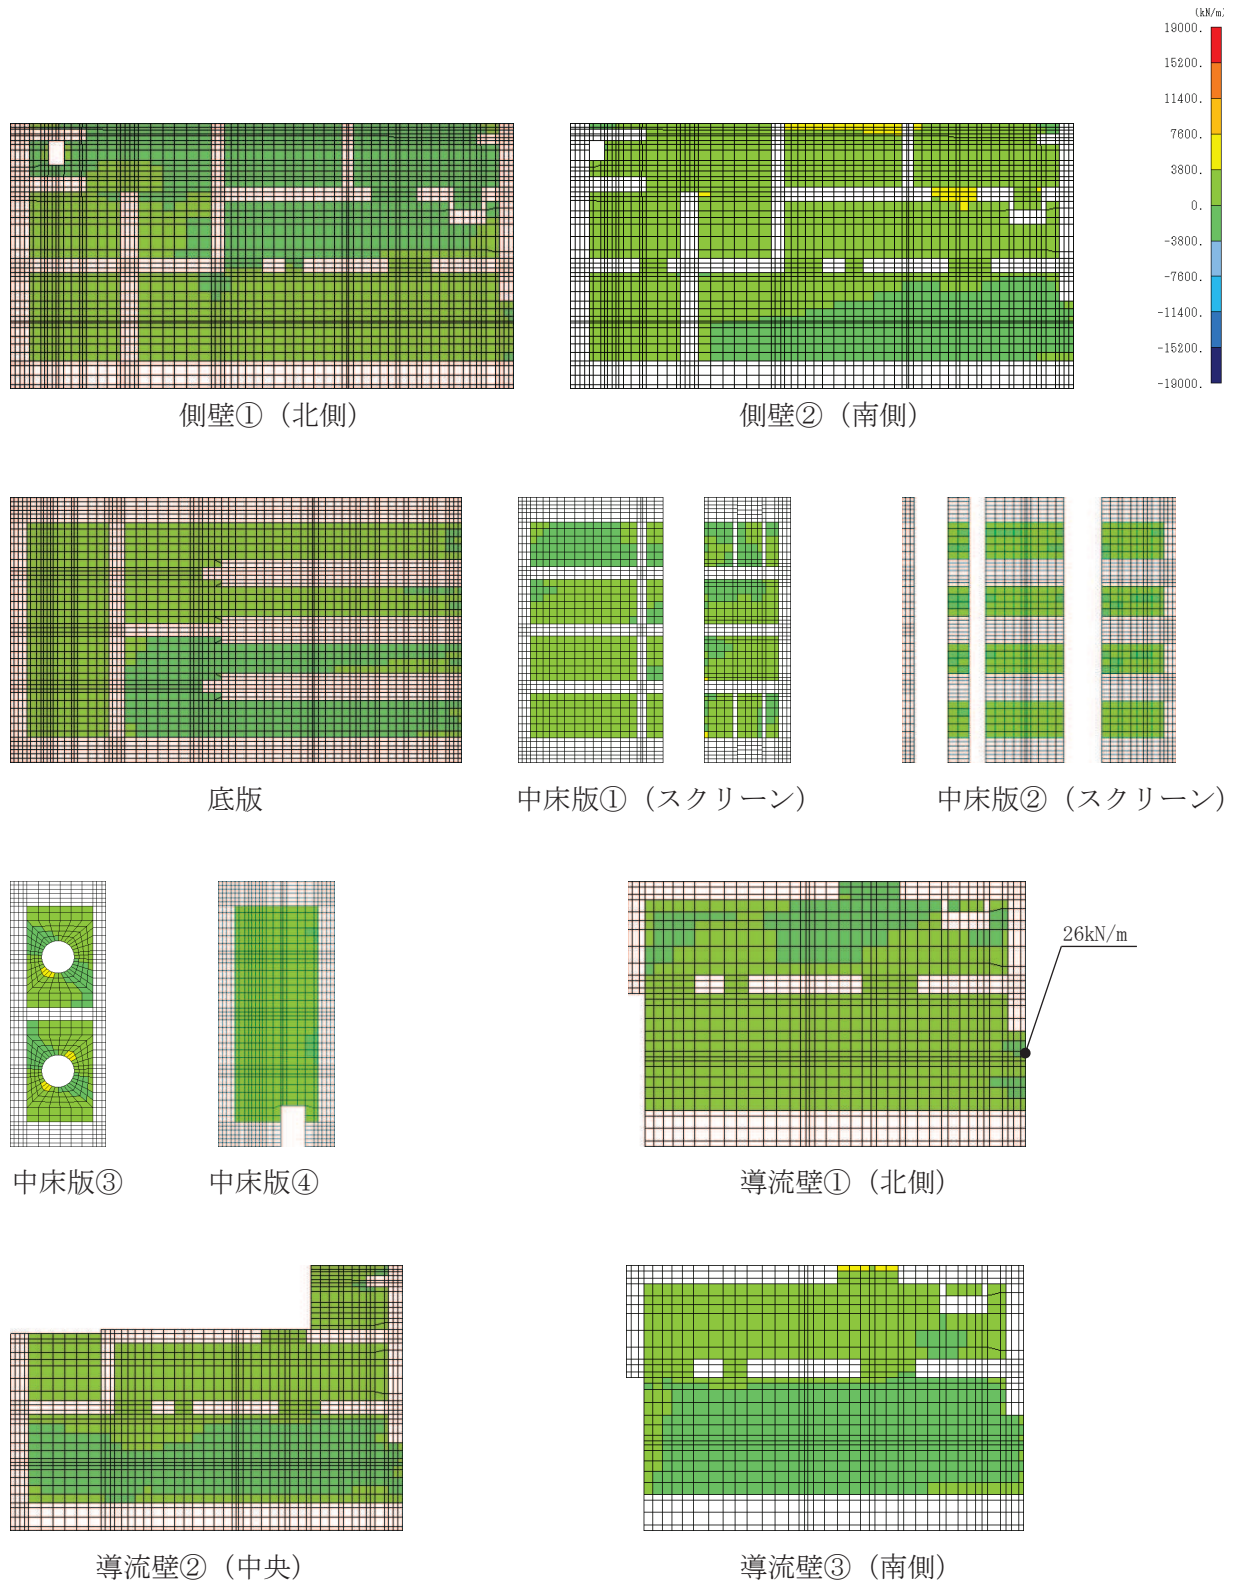 (kN/m)
19000.
15200.
11400.
7600.
3800.
0.
-3800.
-7600.
-11400.
-15200.
-19000.
側壁①（北側）
側壁②（南側）
底版
中床版①（スクリーン）
中床版②（スクリーン）
26kN/m
中床版③
中床版④
導流壁①（北側）
導流壁②（中央）
導流壁③（南側）